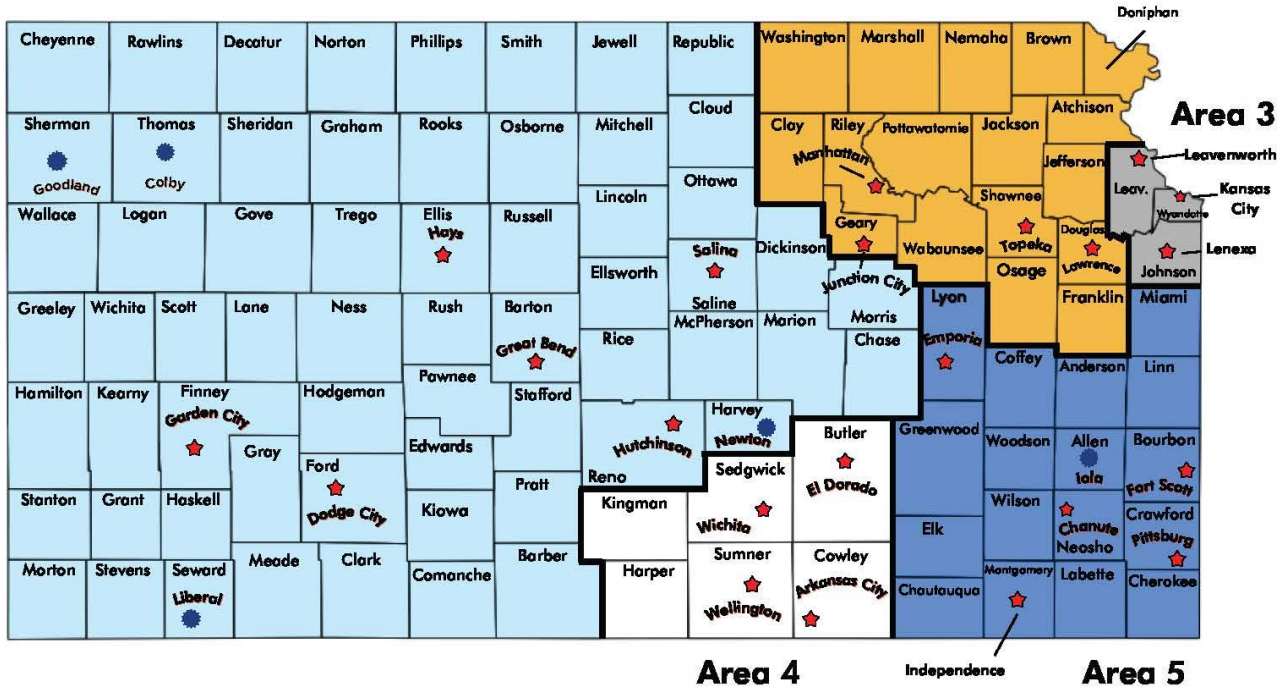 Doniphan
Cheyenne
Rawlins
Decatur
Norton
Phillips
Smith
Jewell
Republic
Washington
Marshall
Nemaha
Brown
Cloud
Atchison
Area 3
Sherman
Thomas
Sheridan
Graham
Rooks
Osborne
Mitchell
Clay
Riley
Pottawatomie
Jackson
Manhattan
Jefferson
Leavenworth
Goodland
Colby
Ottawa
Leav.
Kansas
City
Lincoln
Shawnee
Wyandotte
Wallace
Logan
Gove
Trego
Ellis
Hays
Russell
Geary
Douglas
Salina
Dickinson
Wabaunsee
Topeka
Lawrence
Lenexa
Ellsworth
Osage
Johnson
Junction City
Saline
Franklin
Miami
Lyon
Greeley
Wichita
Scott
Lane
Ness
Rush
Barton
McPherson
Marion
Morris
Rice
Chase
Emporia
Great Bend
Coffey
Anderson
Linn
Pawnee
Hamilton
Kearny
Finney
Hodgeman
Stafford
Garden City
Harvey
Newton
Hutchinson
Butler
Greenwood
Woodson
Allen
Bourbon
Edwards
Gray
Iola
Fort Scott
Ford
Sedgwick
Reno
El Dorado
Pratt
Stanton
Grant
Haskell
Kingman
Wilson
Dodge City
Kiowa
Wichita
Chanute
Neosho
Crawford
Pittsburg
Elk
Sumner
Cowley
Barber
Meade
Clark
Morton
Stevens
Seward
Comanche
Harper
Arkansas City
Montgomery
Labette
Cherokee
Chautauqua
Liberal
Wellington
Independence
Area 4
Area 5